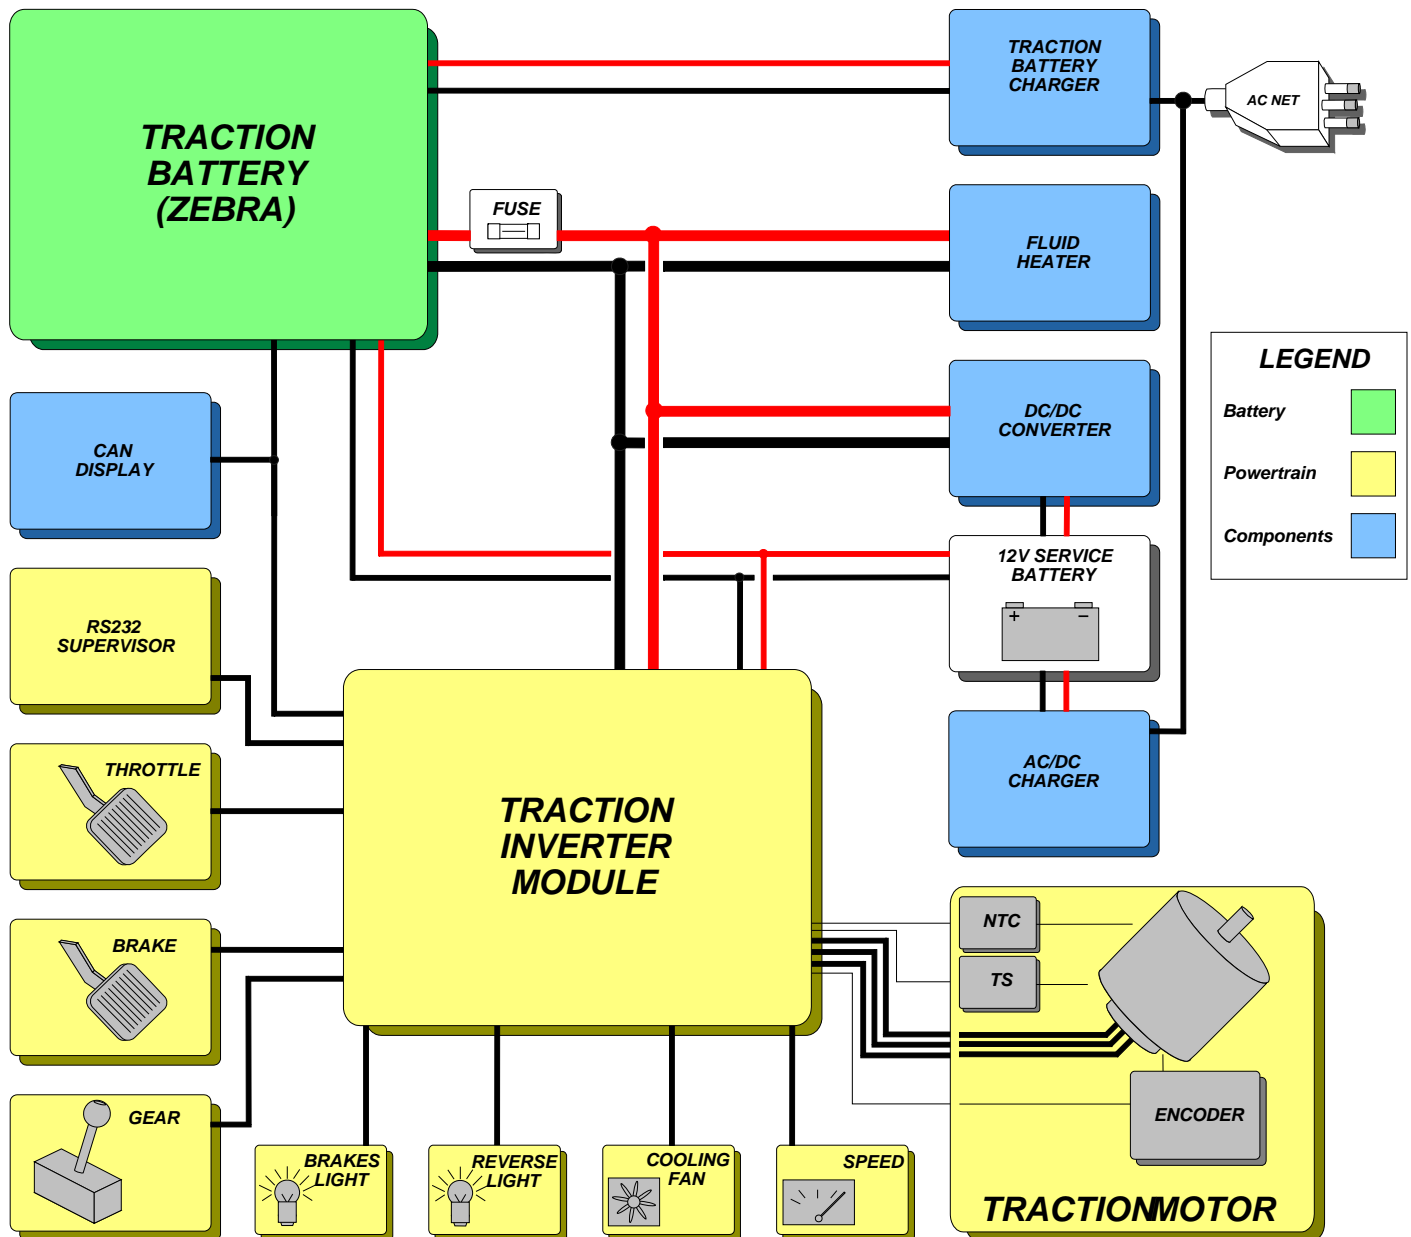 TRACTION
BATTERY
(ZEBRA)
TRACTION
BATTERY
CHARGER
AC NET
FUSE
FLUID
HEATER
LEGEND
Battery
Powertrain
Components
CAN
DISPLAY
DC/DC
CONVERTER
12V SERVICE
BATTERY
+ −
RS232
SUPERVISOR
THROTTLE
TRACTION
INVERTER
MODULE
AC/DC
CHARGER
BRAKE
NTC
TS
GEAR
ENCODER
BRAKES
LIGHT
REVERSE
LIGHT
COOLING
FAN
SPEED
TRACTIONMOTOR